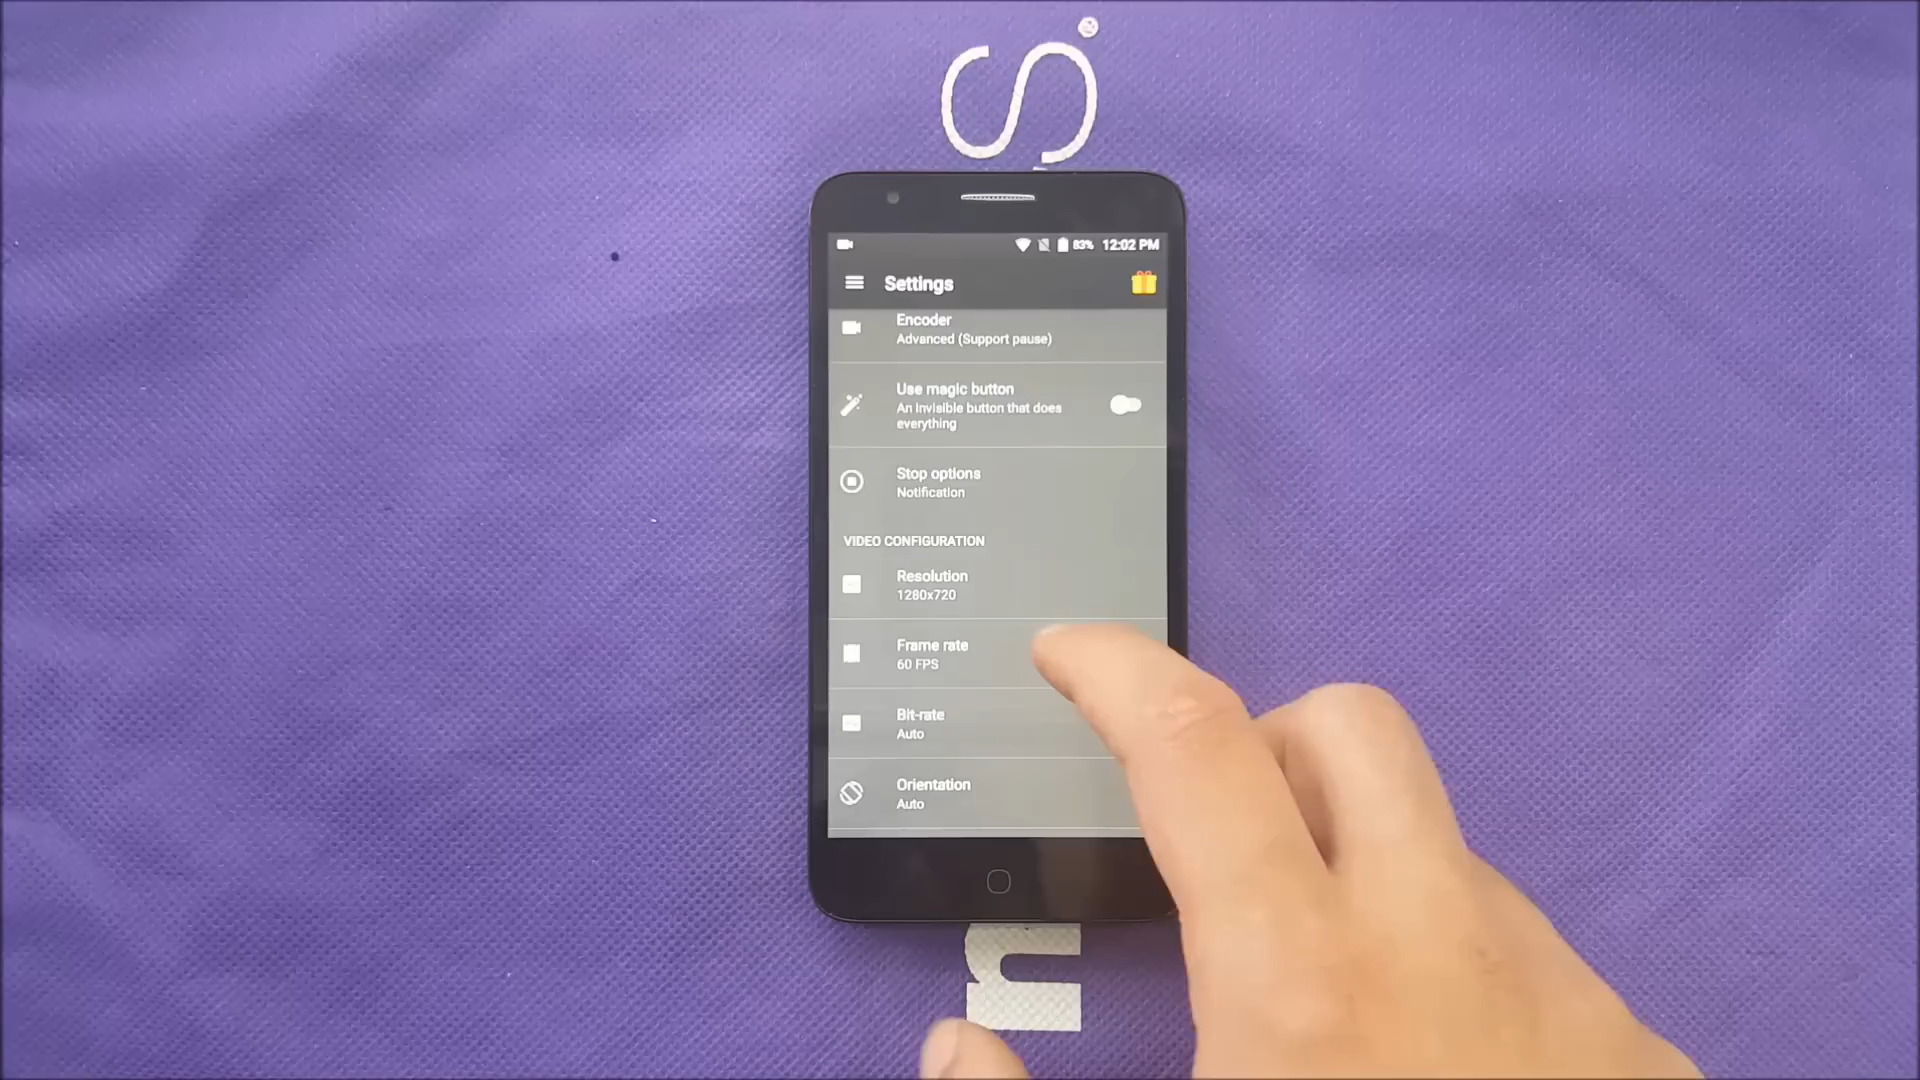 83% 12:02 PM
Settings
Encoder
Advanced (Support pause)
Use magic button
An invisible button that does
everything
Stop options
Notification
VIDEO CONFIGURATION
Resolution
1280x720
Frame rate
60 FPS
Bit-rate
Auto
Orientation
Auto